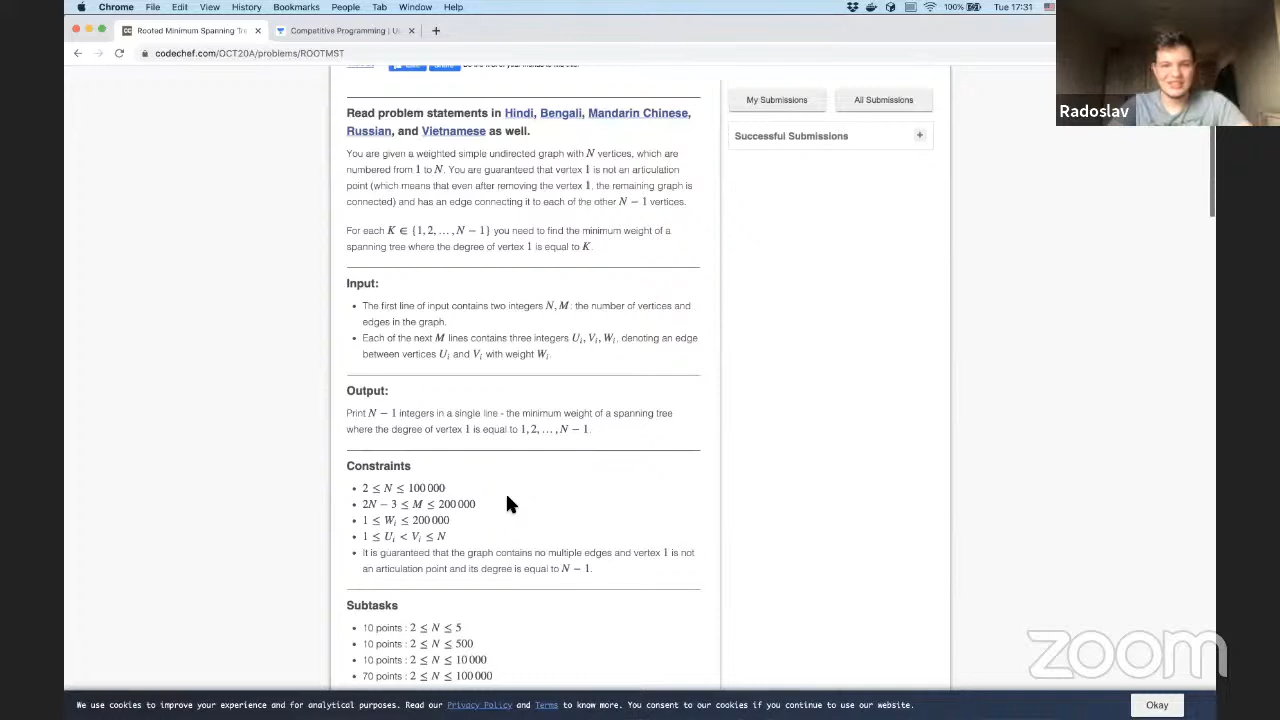 Chrome File Edit View History Bookmarks People Tab Window Help 100% Tue 17:31
Rooted Minimum Spanning Tre × Competitive Programming | U × +
codechef.com/OCT20A/problems/ROOTMST
Radoslav
My Submissions All Submissions
Successful Submissions +
Read problem statements in Hindi, Bengali, Mandarin Chinese,
Russian, and Vietnamese as well.
You are given a weighted simple undirected graph with N vertices, which are
numbered from 1 to N. You are guaranteed that vertex 1 is not an articulation
point (which means that even after removing the vertex 1, the remaining graph is
connected) and has an edge connecting it to each of the other N − 1 vertices.
For each K ∈ {1, 2, … , N − 1} you need to find the minimum weight of a
spanning tree where the degree of vertex 1 is equal to K.
Input:
• The first line of input contains two integers N, M: the number of vertices and
edges in the graph.
• Each of the next M lines contains three integers Uᵢ, Vᵢ, Wᵢ, denoting an edge
between vertices Uᵢ and Vᵢ with weight Wᵢ.
Output:
Print N − 1 integers in a single line - the minimum weight of a spanning tree
where the degree of vertex 1 is equal to 1, 2, … , N − 1.
Constraints
• 2 ≤ N ≤ 100 000
• 2N − 3 ≤ M ≤ 200 000
• 1 ≤ Wᵢ ≤ 200 000
• 1 ≤ Uᵢ < Vᵢ ≤ N
• It is guaranteed that the graph contains no multiple edges and vertex 1 is not
an articulation point and its degree is equal to N − 1.
Subtasks
• 10 points : 2 ≤ N ≤ 5
• 10 points : 2 ≤ N ≤ 500
• 10 points : 2 ≤ N ≤ 10 000
• 70 points : 2 ≤ N ≤ 100 000
zoom
We use cookies to improve your experience and for analytical purposes. Read our Privacy Policy and Terms to know more. You consent to our cookies if you continue to use our website. Okay